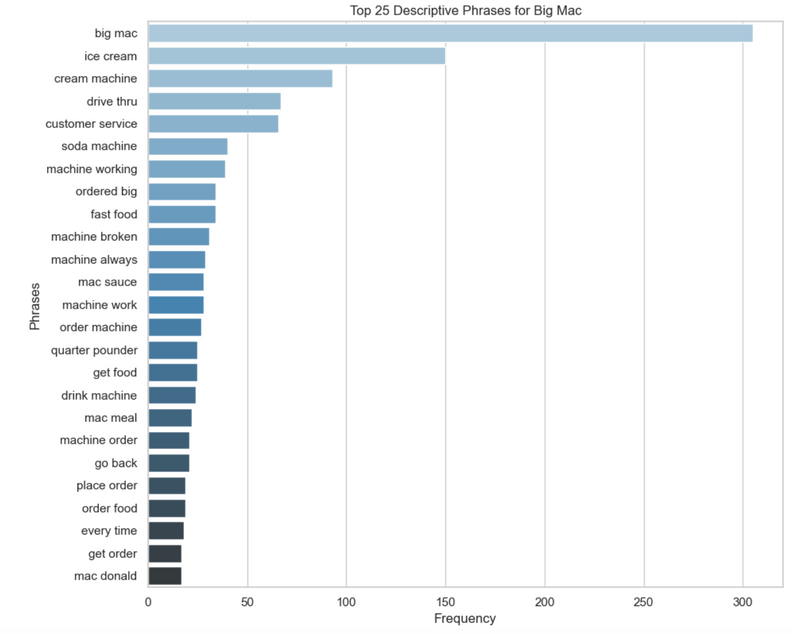 Top 25 Descriptive Phrases for Big Mac
big mac
ice cream
cream machine
drive thru
customer service
soda machine
machine working
ordered big
fast food
machine broken
machine always
mac sauce
machine work
order machine
quarter pounder
get food
drink machine
mac meal
machine order
go back
place order
order food
every time
get order
mac donald
Phrases
0 50 100 150 200 250 300
Frequency